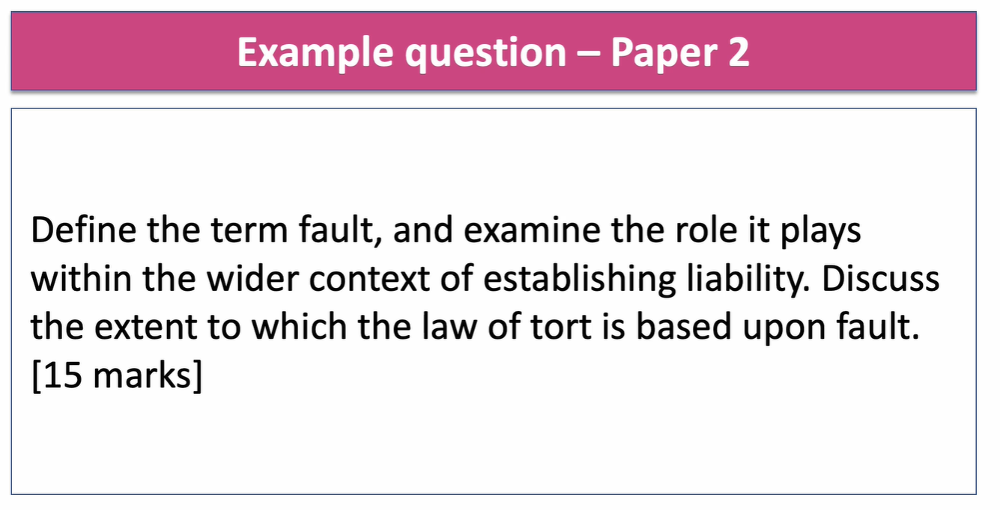 Example question – Paper 2
Define the term fault, and examine the role it plays
within the wider context of establishing liability. Discuss
the extent to which the law of tort is based upon fault.
[15 marks]